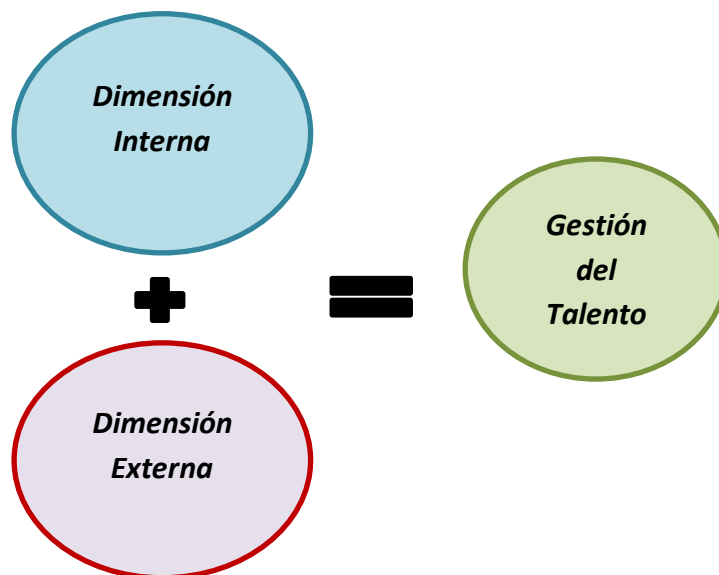 Dimensión
Interna
Dimensión
Externa
Gestión
del
Talento